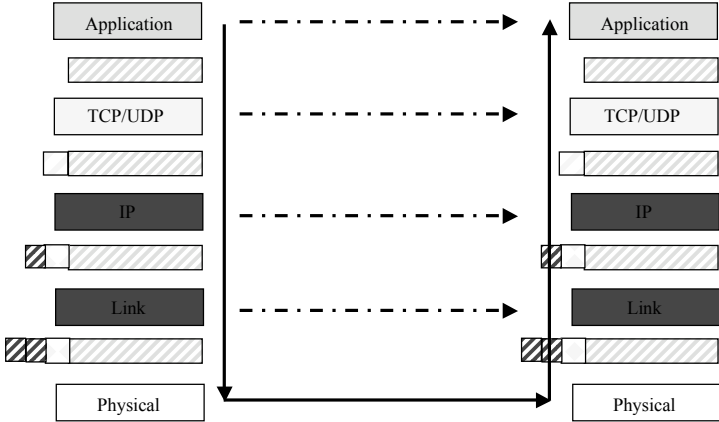 Application Application
TCP/UDP TCP/UDP
IP IP
Link Link
Physical Physical